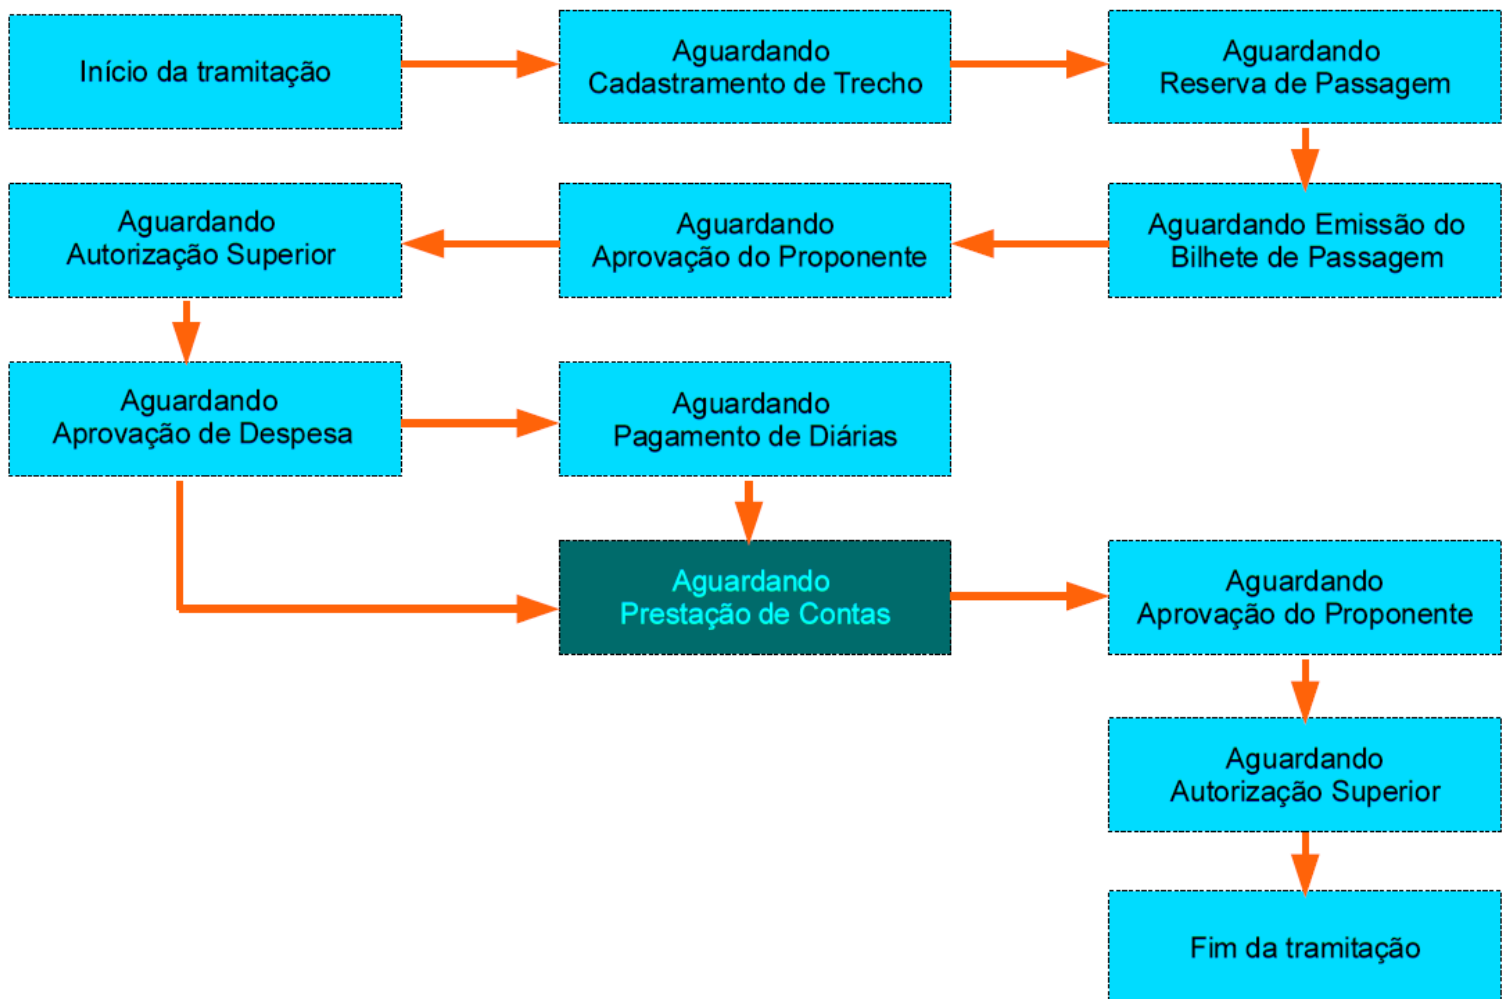 Início da tramitação
Aguardando
Cadastramento de Trecho
Aguardando
Reserva de Passagem
Aguardando
Autorização Superior
Aguardando
Aprovação do Proponente
Aguardando Emissão do
Bilhete de Passagem
Aguardando
Aprovação de Despesa
Aguardando
Pagamento de Diárias
Aguardando
Prestação de Contas
Aguardando
Aprovação do Proponente
Aguardando
Autorização Superior
Fim da tramitação